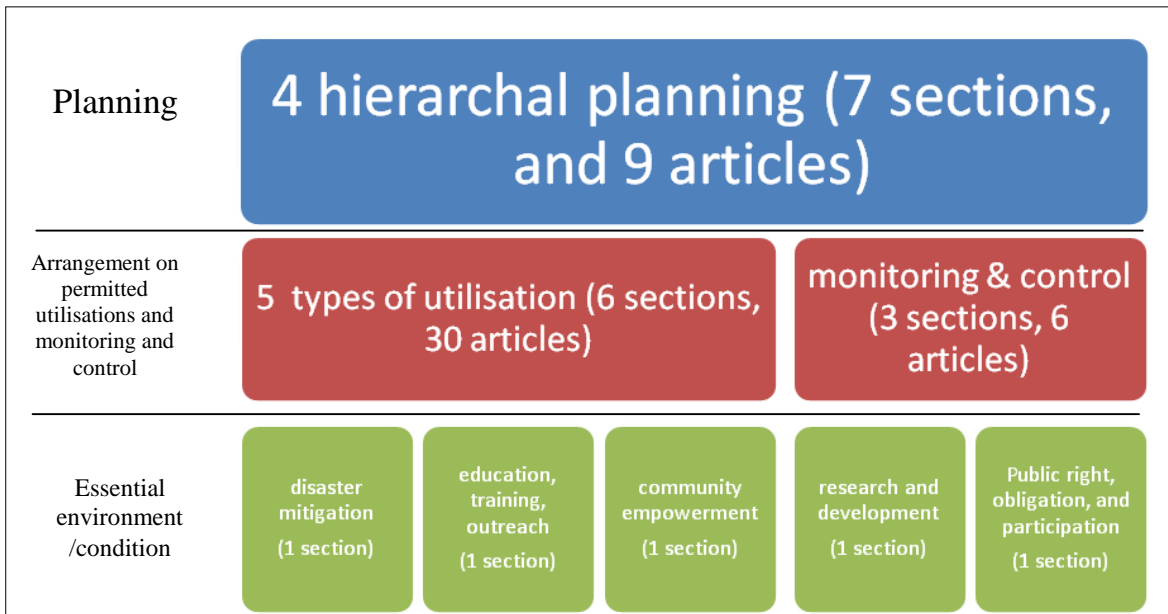 Planning
4 hierarchal planning (7 sections,
and 9 articles)
Arrangement on
permitted
utilisations and
monitoring and
control
5 types of utilisation (6 sections,
30 articles)
monitoring & control
(3 sections, 6
articles)
Essential
environment
/condition
disaster
mitigation
(1 section)
education,
training,
outreach
(1 section)
community
empowerment
(1 section)
research and
development
(1 section)
Public right,
obligation, and
participation
(1 section)